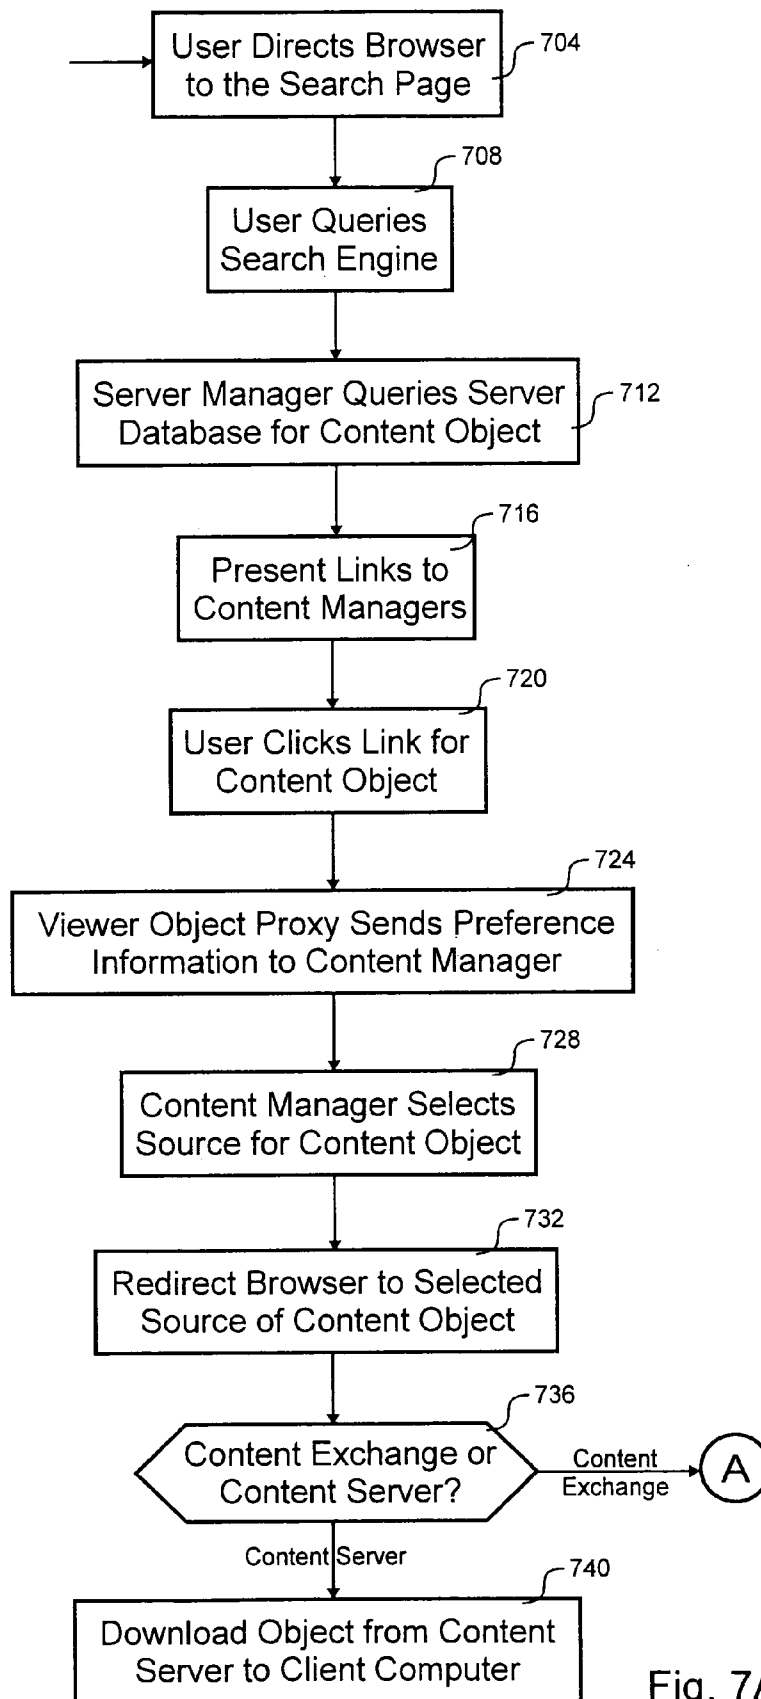 User Directs Browser
to the Search Page
704
708
User Queries
Search Engine
Server Manager Queries Server
Database for Content Object
712
716
Present Links to
Content Managers
720
User Clicks Link for
Content Object
724
Viewer Object Proxy Sends Preference
Information to Content Manager
728
Content Manager Selects
Source for Content Object
732
Redirect Browser to Selected
Source of Content Object
736
Content Exchange or
Content Server?
Content
Exchange
A
Content Server
740
Download Object from Content
Server to Client Computer
Fig. 7A